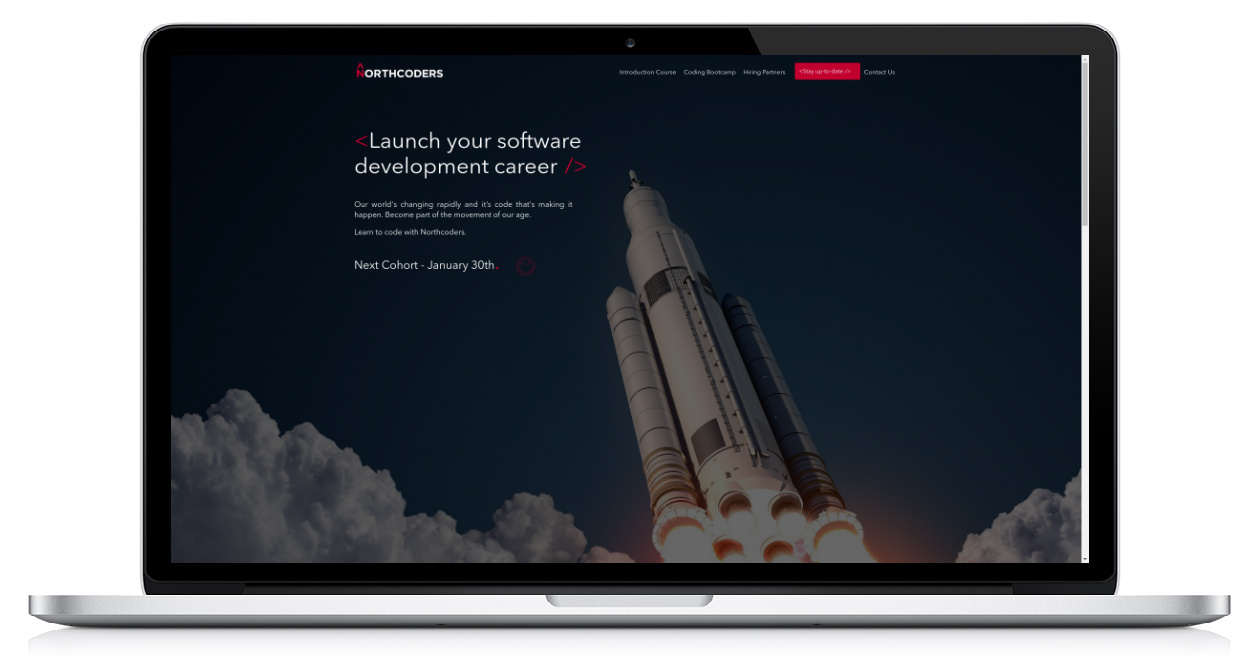 NORTHCODERS
Introduction Course Coding Bootcamp Hiring Partners <Stay up-to-date /> Contact Us
<Launch your software
development career />
Our world's changing rapidly and it's code that's making it
happen. Become part of the movement of our age.
Learn to code with Northcoders.
Next Cohort - January 30th.